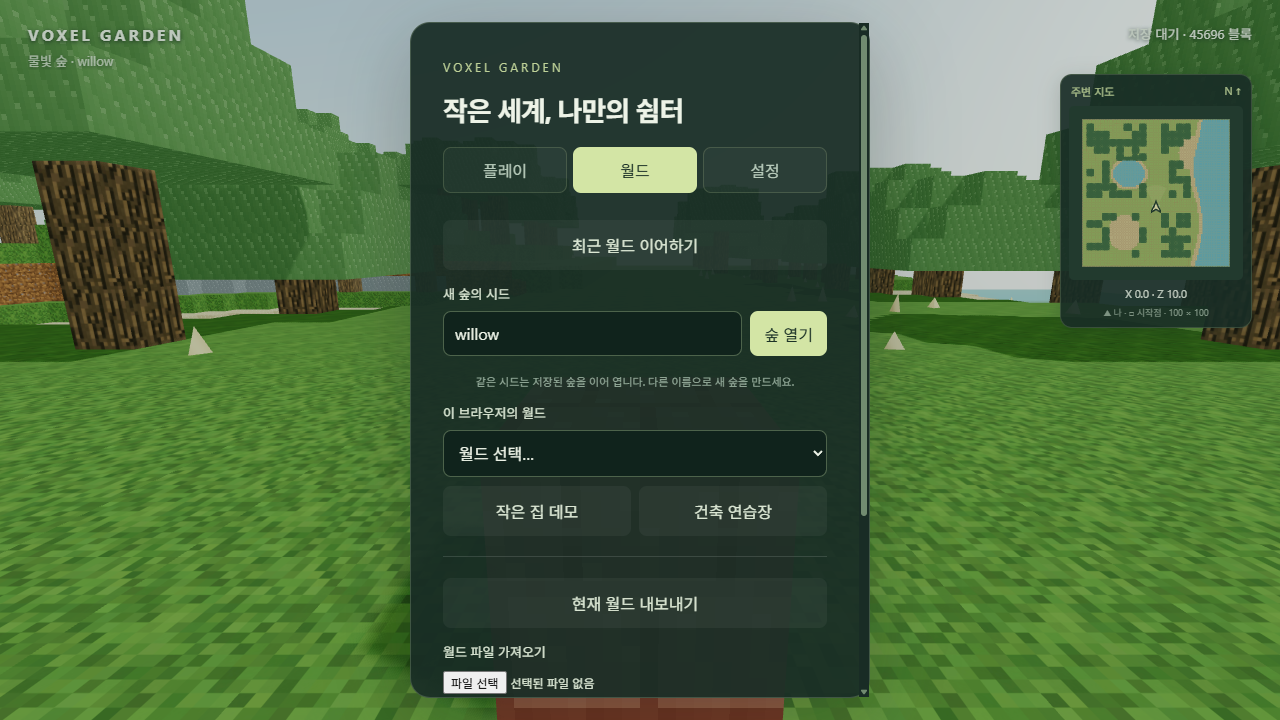 VOXEL GARDEN
물빛 숲 · willow
저장 대기 · 45696 블록
VOXEL GARDEN
작은 세계, 나만의 쉼터
플레이
월드
설정
최근 월드 이어하기
새 숲의 시드
willow
숲 열기
같은 시드는 저장된 숲을 이어 엽니다. 다른 이름으로 새 숲을 만드세요.
이 브라우저의 월드
월드 선택...
작은 집 데모
건축 연습장
현재 월드 내보내기
월드 파일 가져오기
파일 선택 선택된 파일 없음
주변 지도
N ↑
X 0.0 · Z 10.0
▲ 나 · □ 시작점 · 100 × 100